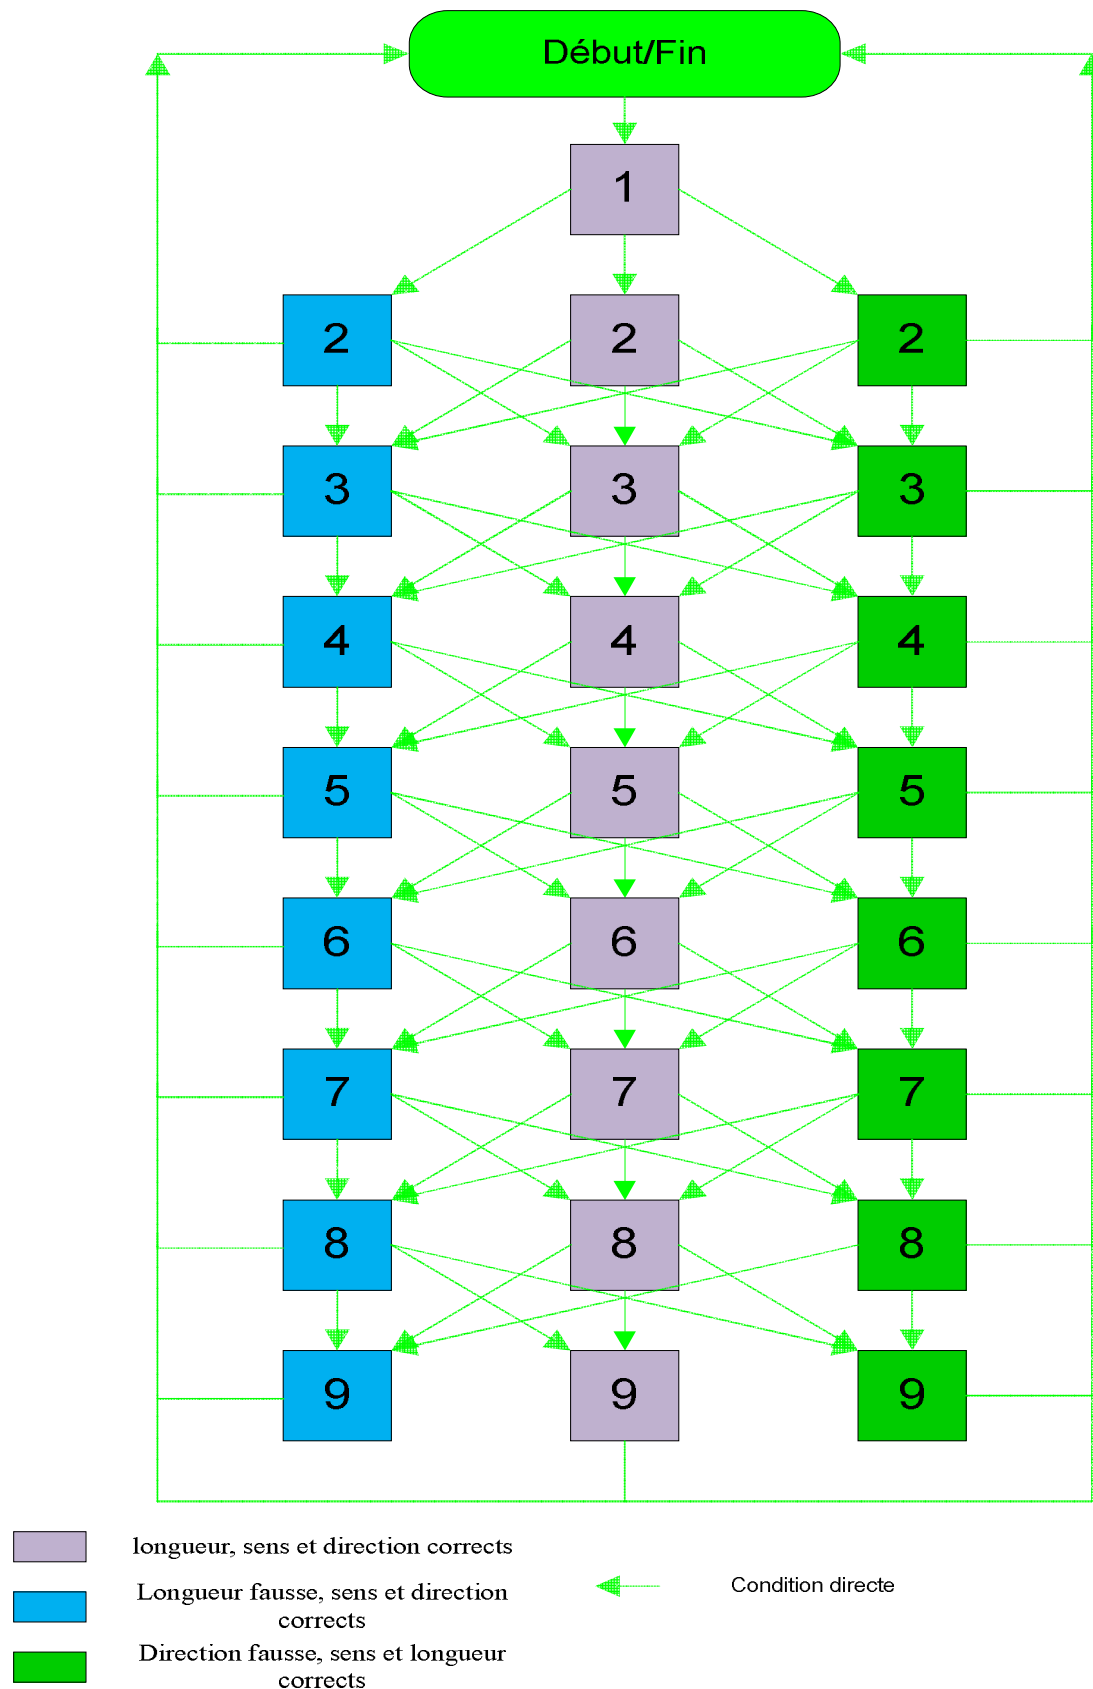 Début/Fin
1
2 2 2
3 3 3
4 4 4
5 5 5
6 6 6
7 7 7
8 8 8
9 9 9
longueur, sens et direction corrects
Longueur fausse, sens et direction
corrects
Direction fausse, sens et longueur
corrects
Condition directe